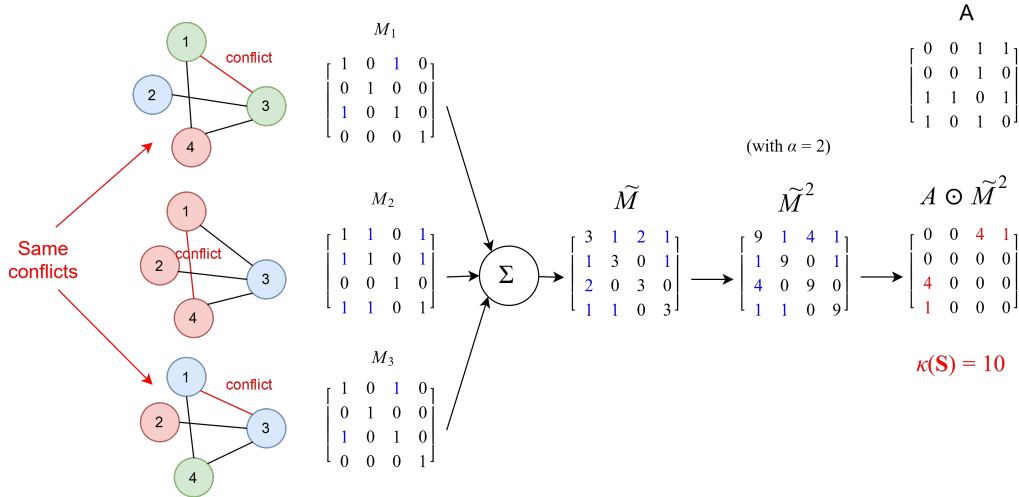 A
0 0 1 1
0 0 1 0
1 1 0 1
1 0 1 0
1
conflict
2
3
4
M₁
1 0 1 0
0 1 0 0
1 0 1 0
0 0 0 1
(with α = 2)
Same
conflicts
1
conflict
2
3
4
M₂
1 1 0 1
1 1 0 1
0 0 1 0
1 1 0 1
Σ
M̃
3 1 2 1
1 3 0 1
2 0 3 0
1 1 0 3
M̃²
9 1 4 1
1 9 0 1
4 0 9 0
1 1 0 9
A ⊙ M̃²
0 0 4 1
0 0 0 0
4 0 0 0
1 0 0 0
κ(S) = 10
1
conflict
2
3
4
M₃
1 0 1 0
0 1 0 0
1 0 1 0
0 0 0 1